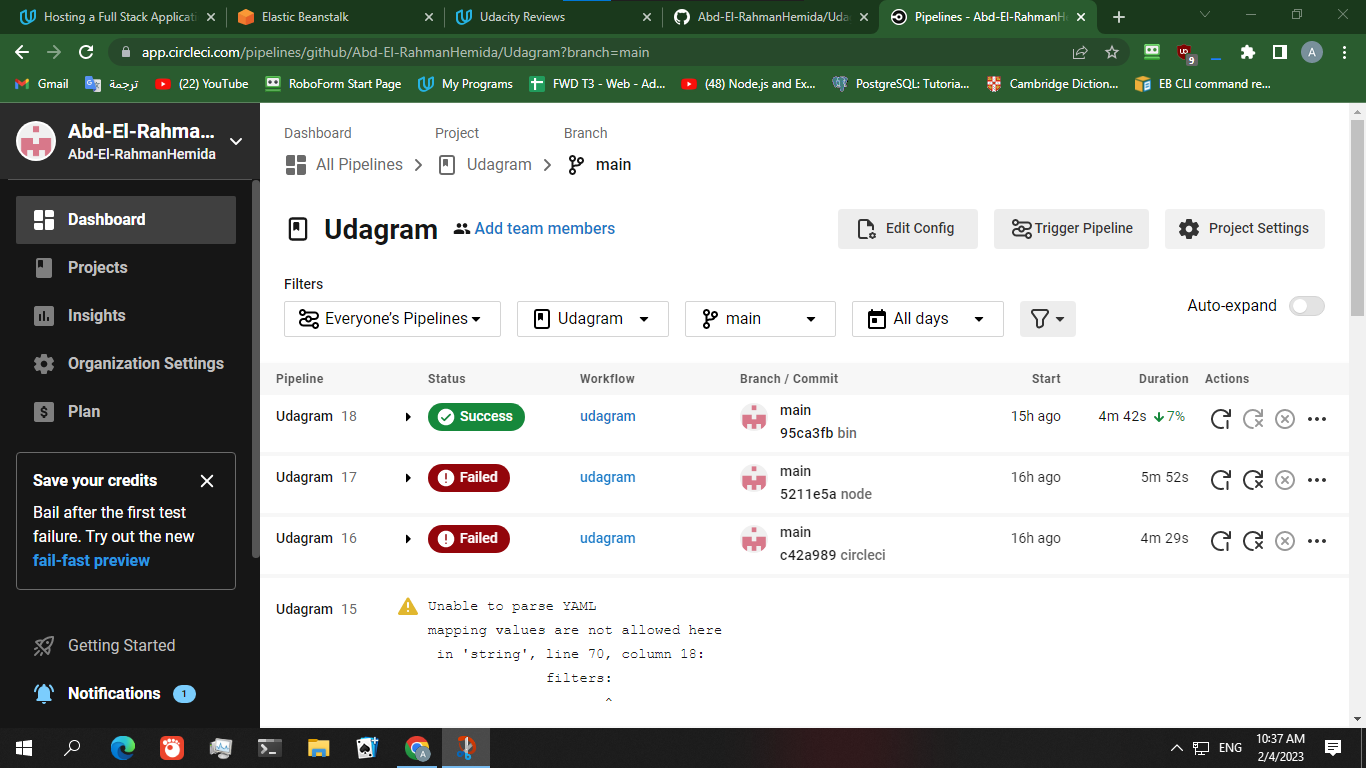 Hosting a Full Stack Applicati
Elastic Beanstalk
Udacity Reviews
Abd-El-RahmanHemida/Uda
Pipelines - Abd-El-RahmanH
app.circleci.com/pipelines/github/Abd-El-RahmanHemida/Udagram?branch=main
9
A
Gmail
ترجمة
(22) YouTube
RoboForm Start Page
My Programs
FWD T3 - Web - Ad...
(48) Node.js and Ex...
PostgreSQL: Tutoria...
Cambridge Diction...
EB CLI command re...
Abd-El-Rahma...
Abd-El-RahmanHemida
Dashboard
Projects
Insights
Organization Settings
Plan
Save your credits
Bail after the first test
failure. Try out the new
fail-fast preview
Getting Started
Notifications 1
Dashboard Project Branch
All Pipelines Udagram main
Udagram Add team members
Edit Config Trigger Pipeline Project Settings
Filters
Everyone's Pipelines Udagram main All days
Auto-expand
Pipeline Status Workflow Branch / Commit Start Duration Actions
Udagram 18 Success udagram main 15h ago 4m 42s 7%
95ca3fb bin
Udagram 17 Failed udagram main 16h ago 5m 52s
5211e5a node
Udagram 16 Failed udagram main 16h ago 4m 29s
c42a989 circleci
Udagram 15 Unable to parse YAML
mapping values are not allowed here
in 'string', line 70, column 18:
filters:
^
ENG
10:37 AM
2/4/2023